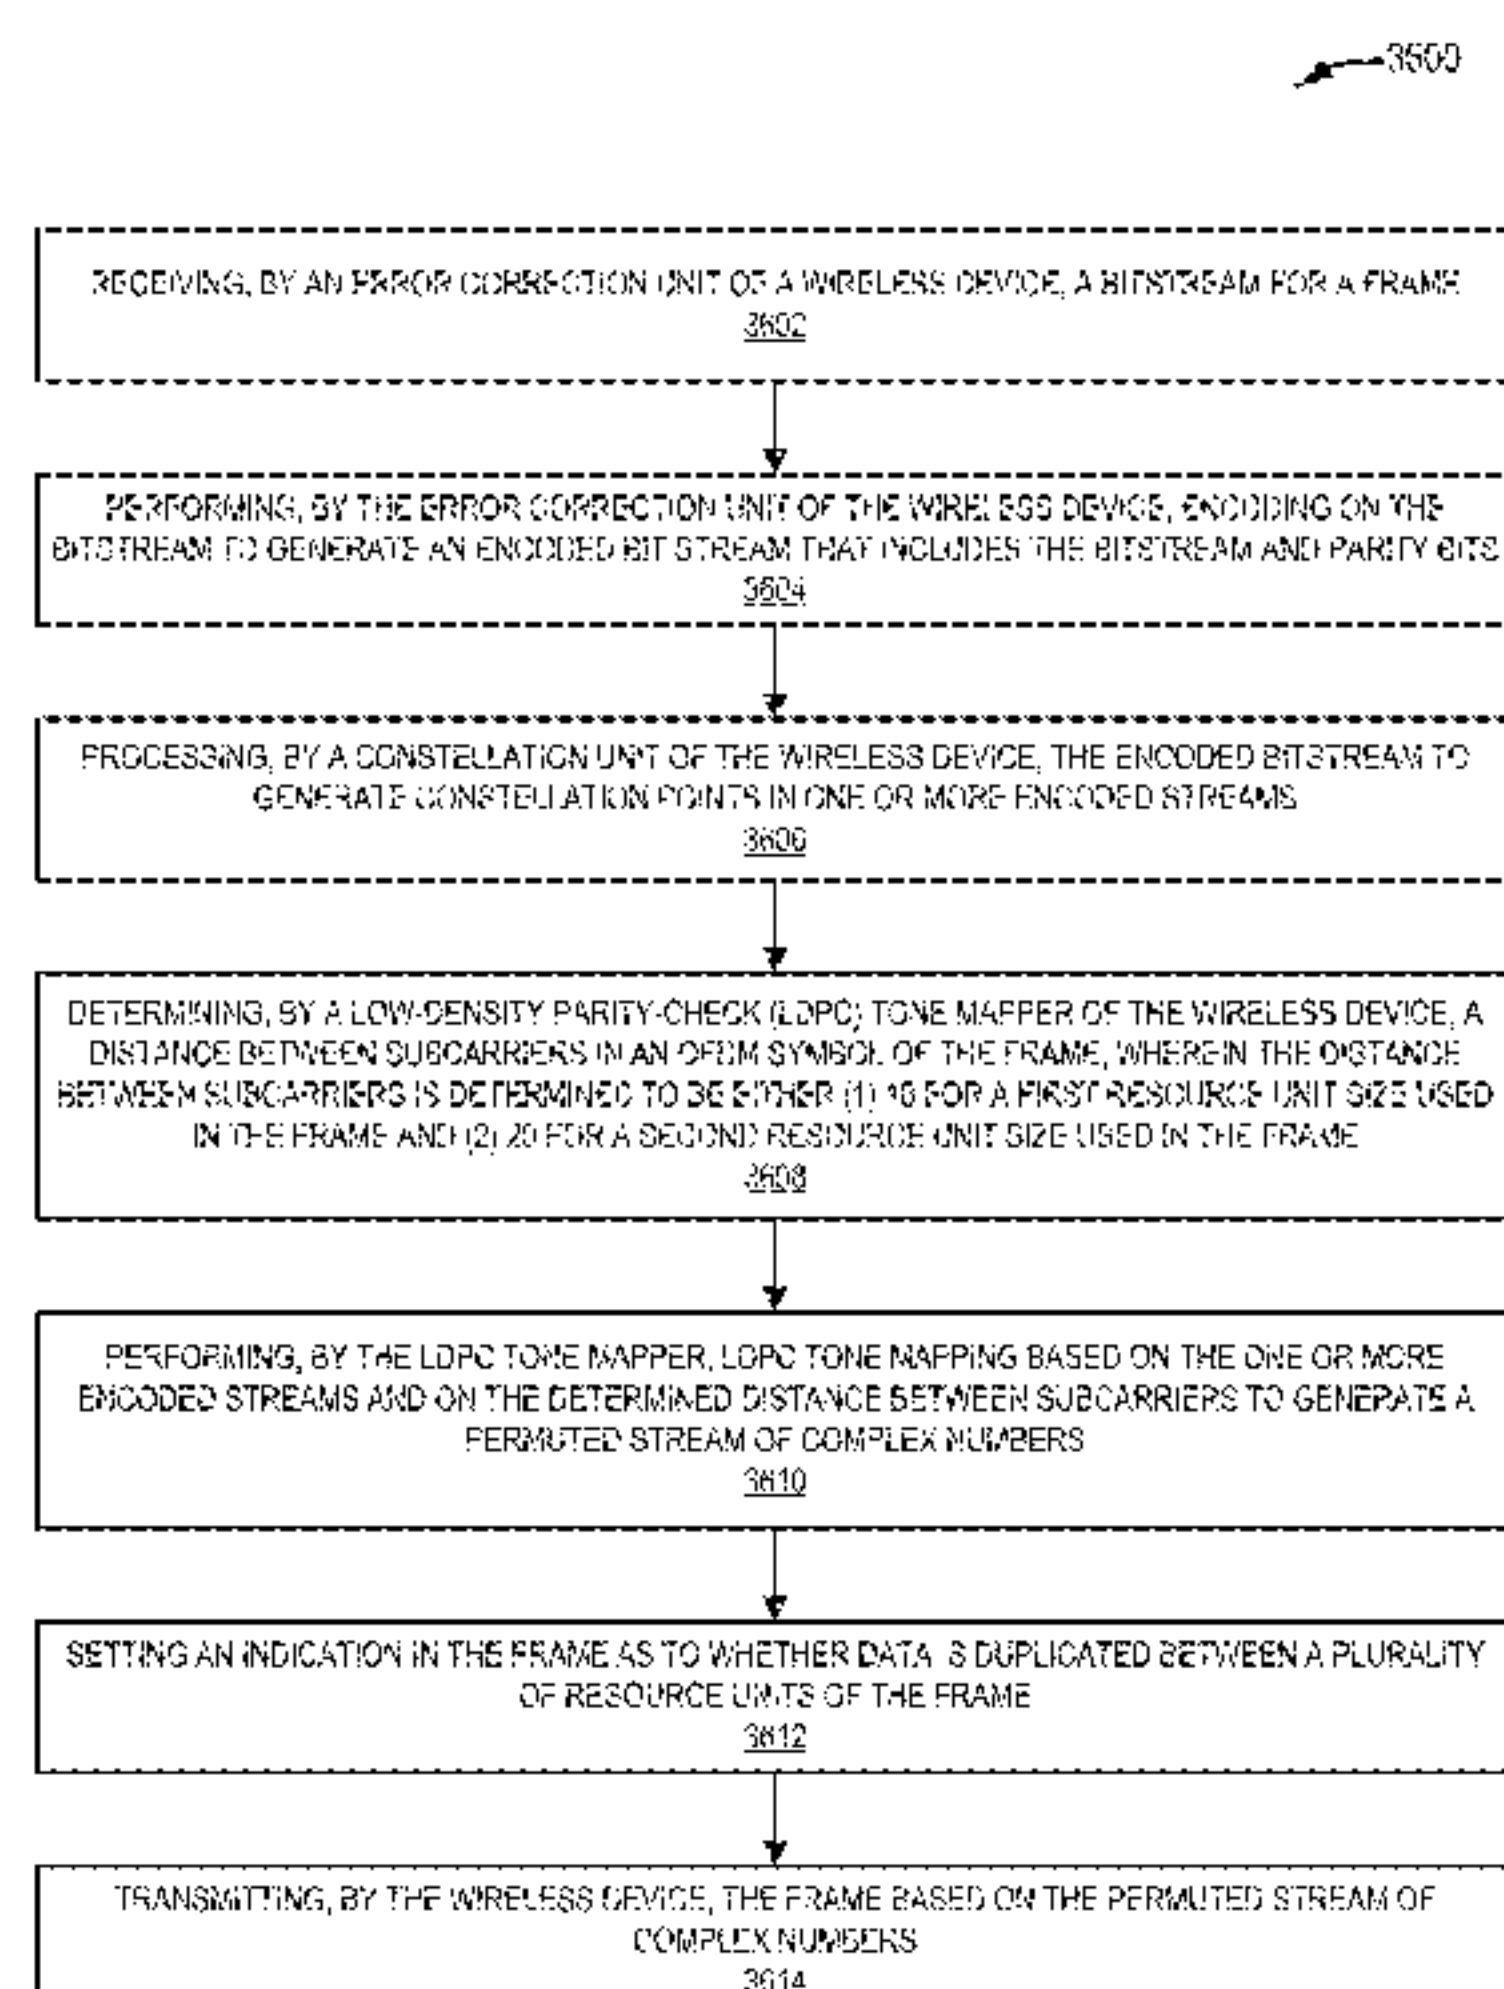 3600
RECEIVING, BY AN ERROR CORRECTION UNIT OF A WIRELESS DEVICE, A BITSTREAM FOR A FRAME
3602
PERFORMING, BY THE ERROR CORRECTION UNIT OF THE WIRELESS DEVICE, ENCODING ON THE
BITSTREAM TO GENERATE AN ENCODED BIT STREAM THAT INCLUDES THE BITSTREAM AND PARITY BITS
3604
PROCESSING, BY A CONSTELLATION UNIT OF THE WIRELESS DEVICE, THE ENCODED BITSTREAM TO
GENERATE CONSTELLATION POINTS IN ONE OR MORE ENCODED STREAMS
3606
DETERMINING, BY A LOW-DENSITY PARITY-CHECK (LDPC) TONE MAPPER OF THE WIRELESS DEVICE, A
DISTANCE BETWEEN SUBCARRIERS IN AN OFDM SYMBOL OF THE FRAME, WHEREIN THE DISTANCE
BETWEEN SUBCARRIERS IS DETERMINED TO BE EITHER (1) 18 FOR A FIRST RESOURCE UNIT SIZE USED
IN THE FRAME AND (2) 20 FOR A SECOND RESOURCE UNIT SIZE USED IN THE FRAME
3608
PERFORMING, BY THE LDPC TONE MAPPER, LDPC TONE MAPPING BASED ON THE ONE OR MORE
ENCODED STREAMS AND ON THE DETERMINED DISTANCE BETWEEN SUBCARRIERS TO GENERATE A
PERMUTED STREAM OF COMPLEX NUMBERS
3610
SETTING AN INDICATION IN THE FRAME AS TO WHETHER DATA IS DUPLICATED BETWEEN A PLURALITY
OF RESOURCE UNITS OF THE FRAME
3612
TRANSMITTING, BY THE WIRELESS DEVICE, THE FRAME BASED ON THE PERMUTED STREAM OF
COMPLEX NUMBERS
3614